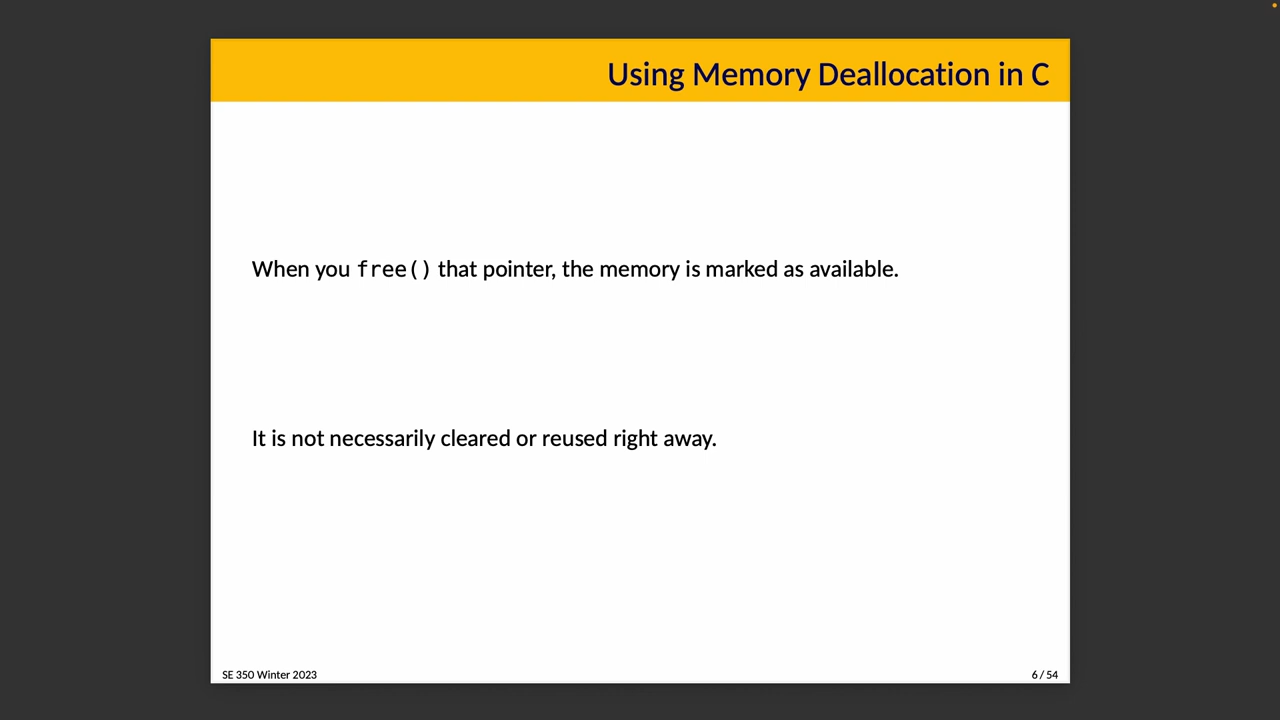 Using Memory Deallocation in C
When you free() that pointer, the memory is marked as available.
It is not necessarily cleared or reused right away.
SE 350 Winter 2023
6 / 54